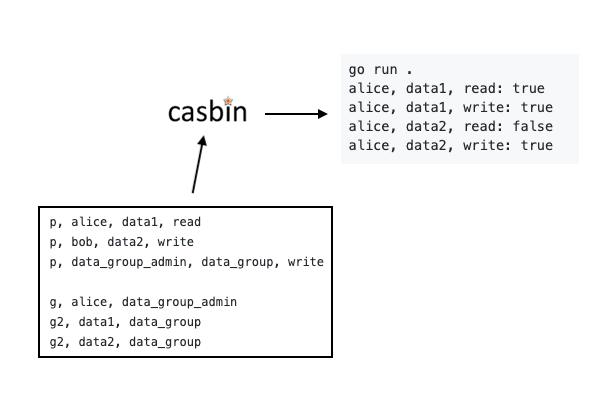 casbin
go run .
alice, data1, read: true
alice, data1, write: true
alice, data2, read: false
alice, data2, write: true
p, alice, data1, read
p, bob, data2, write
p, data_group_admin, data_group, write
g, alice, data_group_admin
g2, data1, data_group
g2, data2, data_group